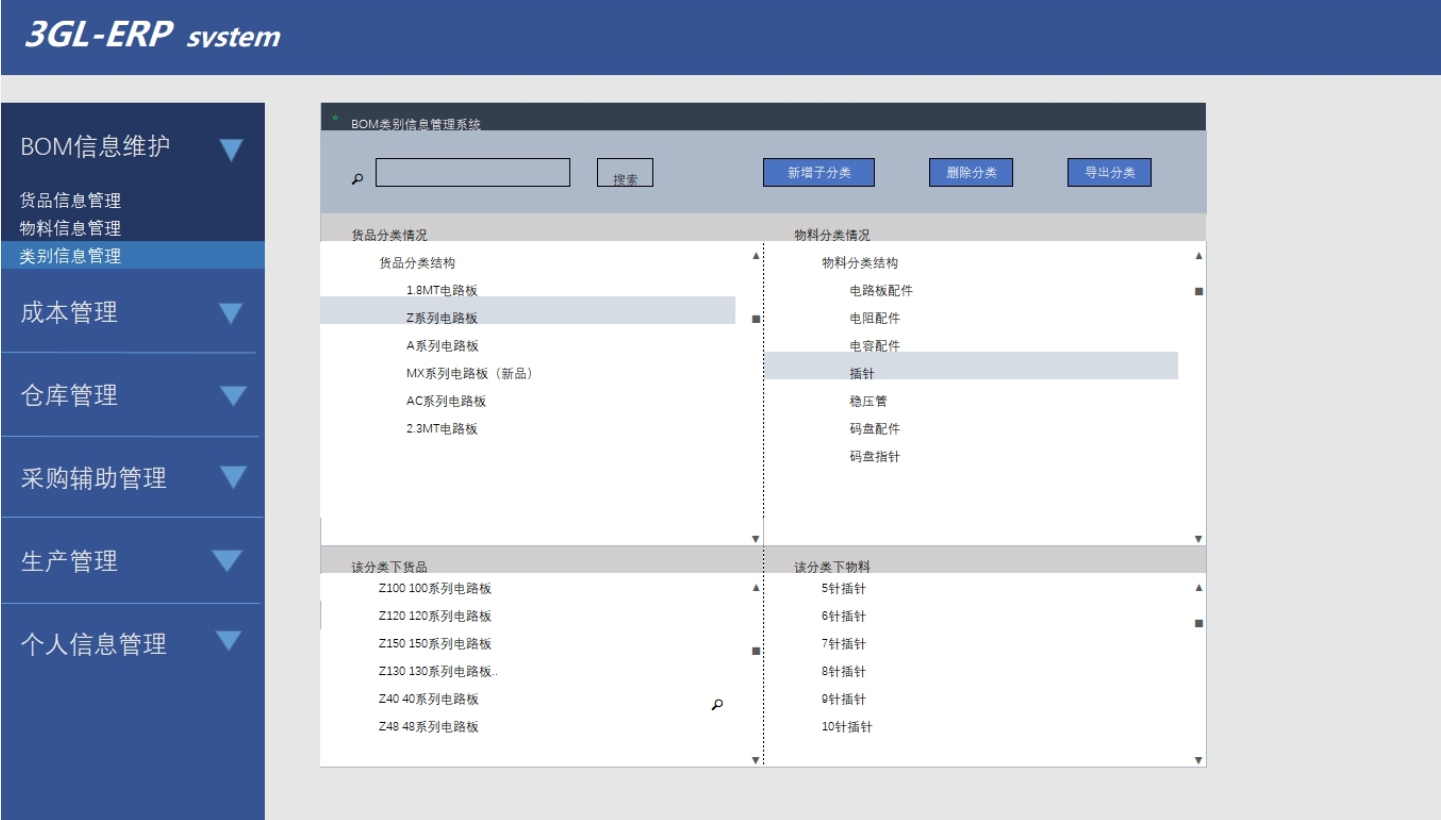 3GL-ERP system
BOM信息维护
货品信息管理
物料信息管理
类别信息管理
成本管理
仓库管理
采购辅助管理
生产管理
个人信息管理
BOM类别信息管理系统
搜索 新增子分类 删除分类 导出分类
货品分类情况
货品分类结构
1.8MT电路板
Z系列电路板
A系列电路板
MX系列电路板（新品）
AC系列电路板
2.3MT电路板
物料分类情况
物料分类结构
电路板配件
电阻配件
电容配件
插针
稳压管
码盘配件
码盘指针
该分类下货品
Z100 100系列电路板
Z120 120系列电路板
Z150 150系列电路板
Z130 130系列电路板..
Z40 40系列电路板
Z48 48系列电路板
该分类下物料
5针插针
6针插针
7针插针
8针插针
9针插针
10针插针